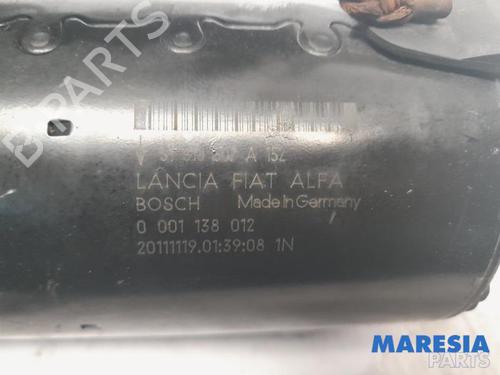 B-PARTS
LANCIA FIAT ALFA
BOSCH Made in Germany
0 001 138 012
20111119.01:39:08 1N
MARESIA
PARTS